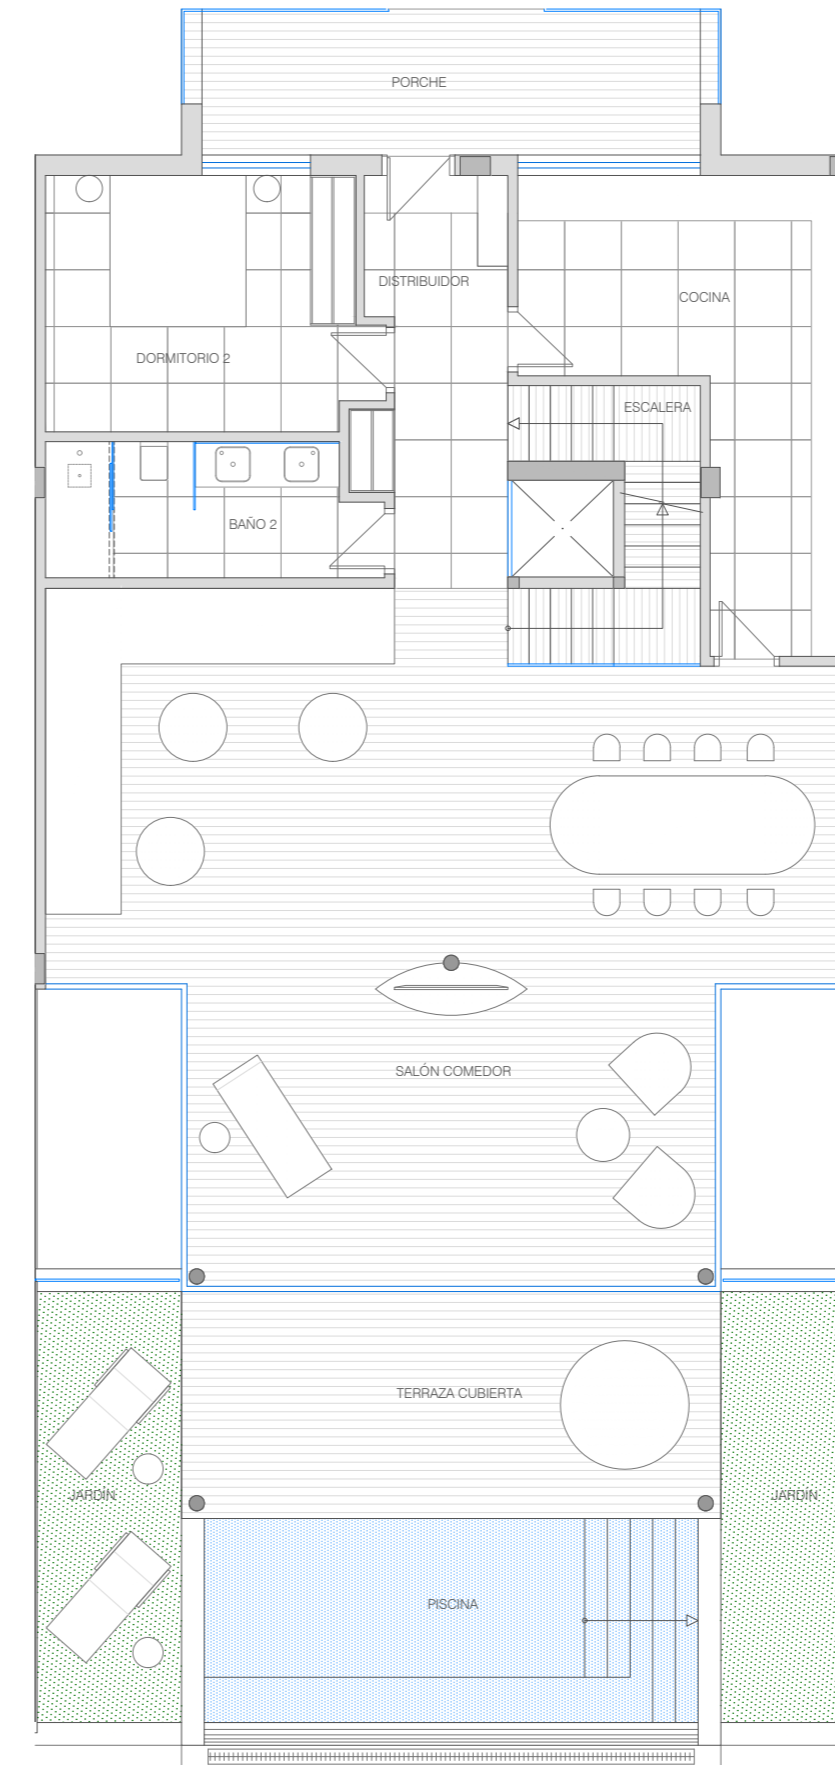 PORCHE
DISTRIBUIDOR
COCINA
DORMITORIO 2
ESCALERA
BAÑO 2
SALÓN COMEDOR
TERRAZA CUBIERTA
JARDIN
JARDIN
PISCINA